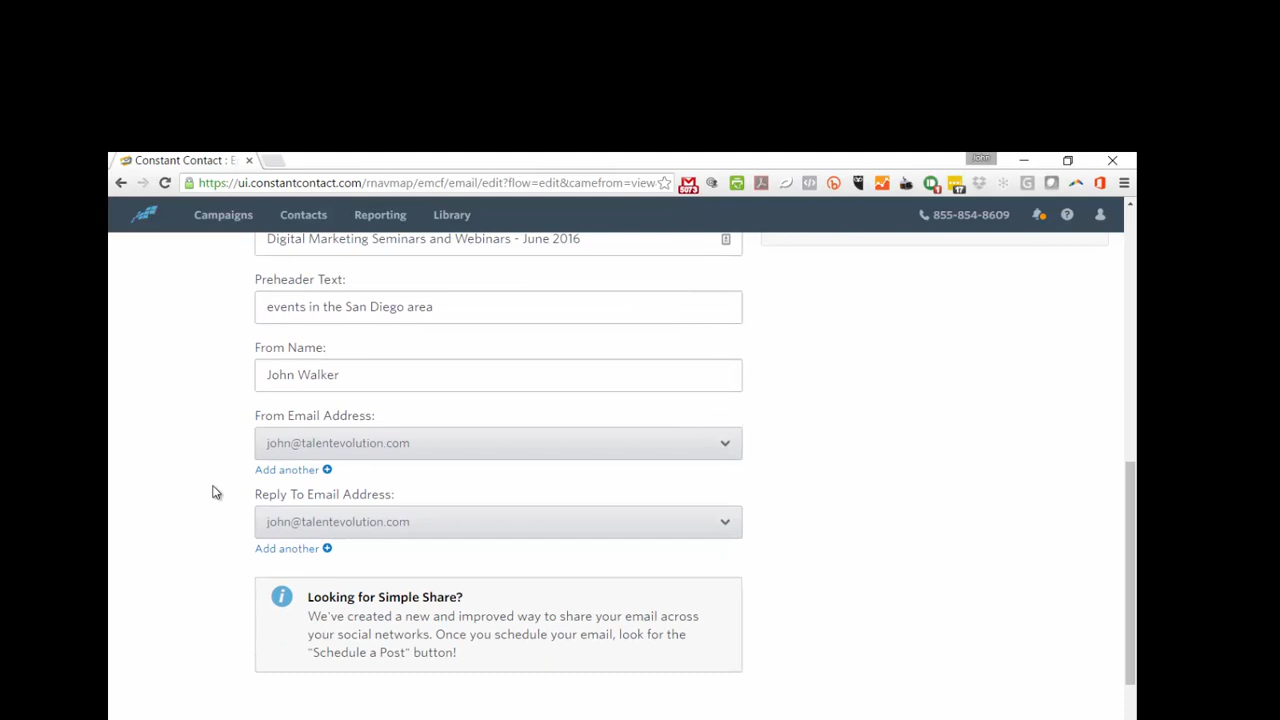 Constant Contact : E
John
https://ui.constantcontact.com/rnavmap/emcf/email/edit?flow=edit&camefrom=view
5073
1
17
Campaigns
Contacts
Reporting
Library
855-854-8609
Digital Marketing Seminars and Webinars - June 2016
Preheader Text:
events in the San Diego area
From Name:
John Walker
From Email Address:
john@talentevolution.com
Add another
Reply To Email Address:
john@talentevolution.com
Add another
Looking for Simple Share?
We've created a new and improved way to share your email across
your social networks. Once you schedule your email, look for the
"Schedule a Post" button!